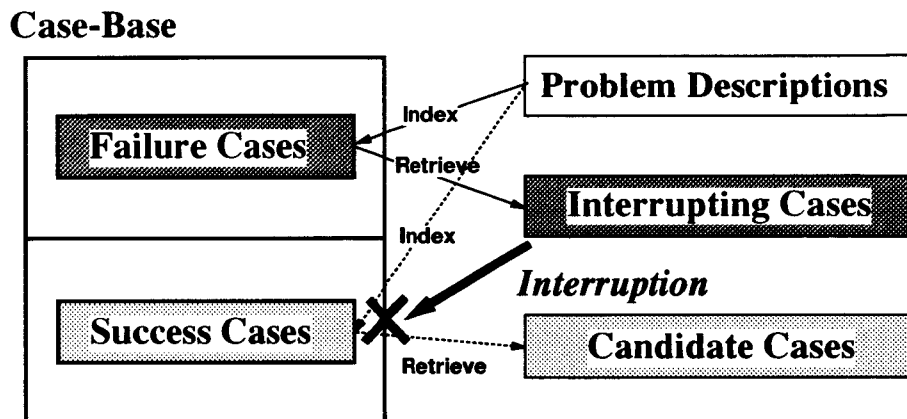 Case-Base
Problem Descriptions
Index
Failure Cases
Retrieve
Interrupting Cases
Index
Interruption
Success Cases
Candidate Cases
Retrieve